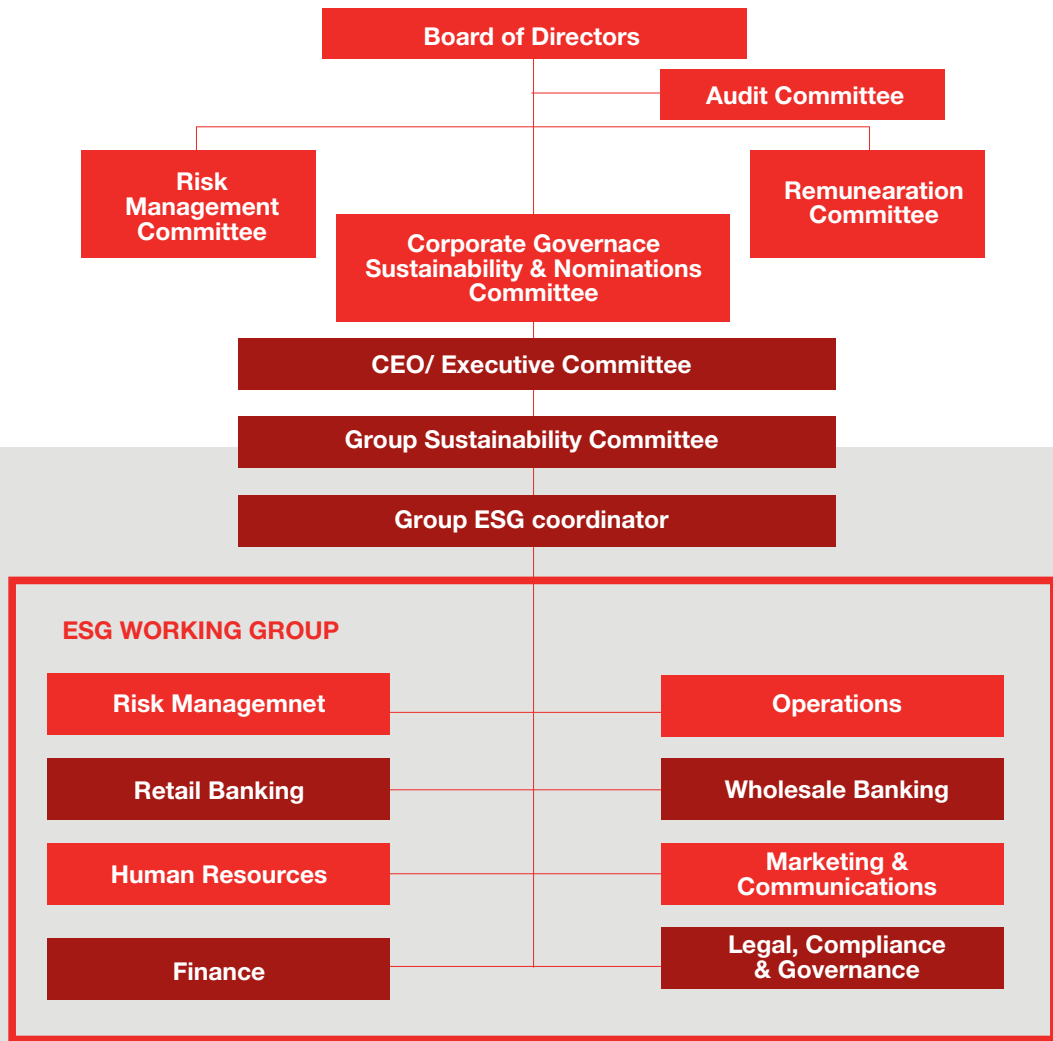 Board of Directors
Audit Committee
Risk
Management
Committee
Remunearation
Committee
Corporate Governace
Sustainability & Nominations
Committee
CEO/ Executive Committee
Group Sustainability Committee
Group ESG coordinator
ESG WORKING GROUP
Risk Managemnet
Operations
Retail Banking
Wholesale Banking
Human Resources
Marketing &
Communications
Finance
Legal, Compliance
& Governance